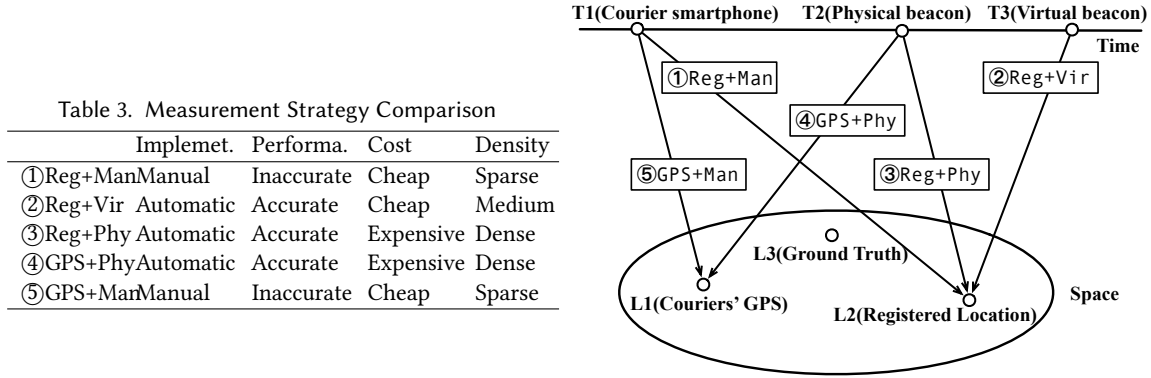 Table 3. Measurement Strategy Comparison
Implemet. Performa. Cost Density
①Reg+ManManual Inaccurate Cheap Sparse
②Reg+Vir Automatic Accurate Cheap Medium
③Reg+Phy Automatic Accurate Expensive Dense
④GPS+PhyAutomatic Accurate Expensive Dense
⑤GPS+ManManual Inaccurate Cheap Sparse
T1(Courier smartphone) T2(Physical beacon) T3(Virtual beacon)
Time
①Reg+Man ②Reg+Vir
④GPS+Phy
⑤GPS+Man ③Reg+Phy
L3(Ground Truth)
L1(Couriers' GPS) Space
L2(Registered Location)